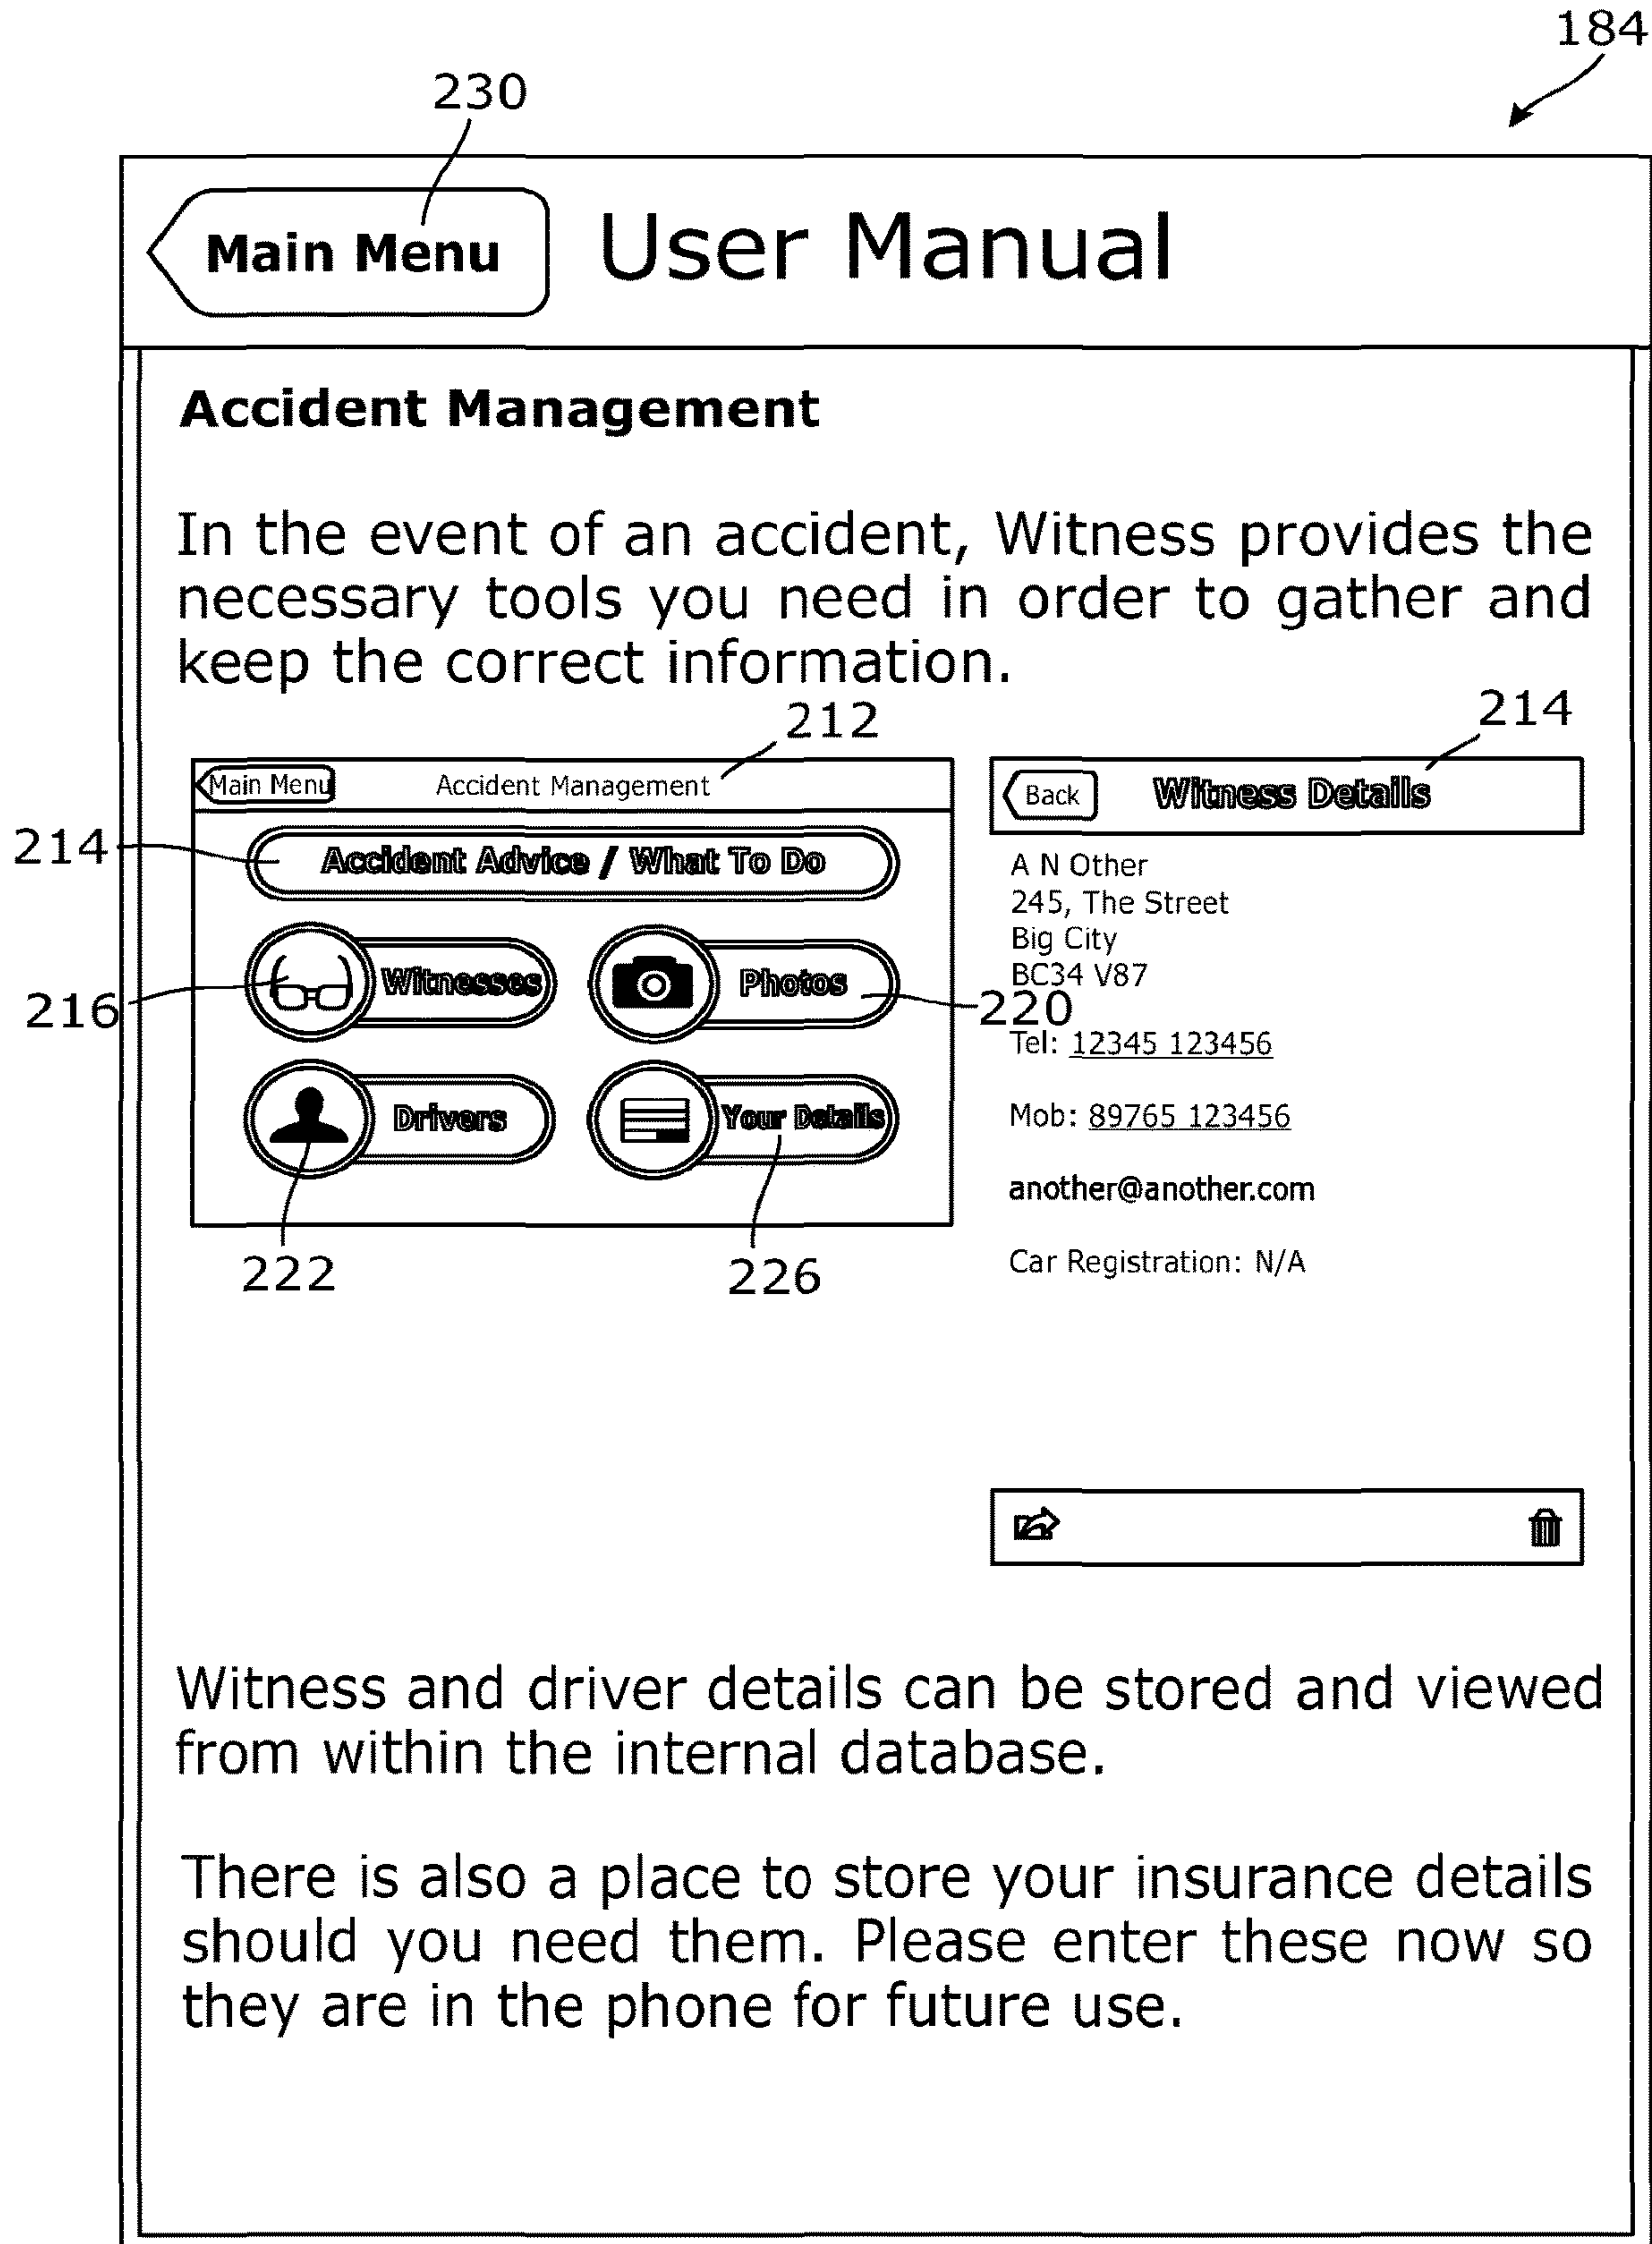 184
230
Main Menu
User Manual
Accident Management
In the event of an accident, Witness provides the
necessary tools you need in order to gather and
keep the correct information.
212
214
Main Menu
Accident Management
214
Accident Advice / What To Do
216
Witnesses
Photos
220
Drivers
Your Details
222
226
Back
Witness Details
A N Other
245, The Street
Big City
BC34 V87
Tel: 12345 123456
Mob: 89765 123456
another@another.com
Car Registration: N/A
Witness and driver details can be stored and viewed
from within the internal database.
There is also a place to store your insurance details
should you need them. Please enter these now so
they are in the phone for future use.